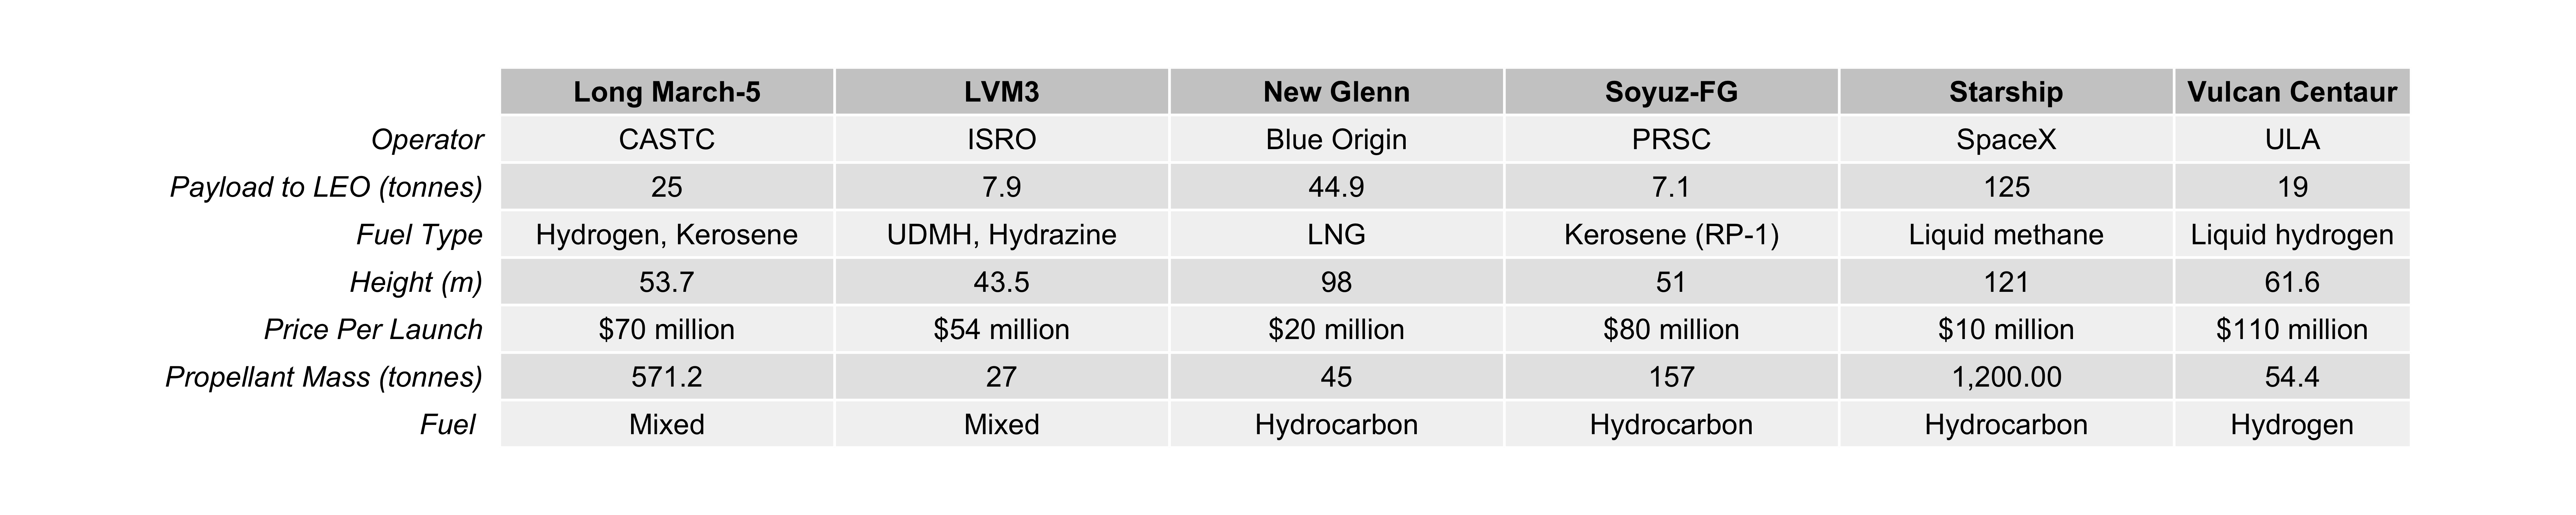 Long March-5 LVM3 New Glenn Soyuz-FG Starship Vulcan Centaur
Operator CASTC ISRO Blue Origin PRSC SpaceX ULA
Payload to LEO (tonnes) 25 7.9 44.9 7.1 125 19
Fuel Type Hydrogen, Kerosene UDMH, Hydrazine LNG Kerosene (RP-1) Liquid methane Liquid hydrogen
Height (m) 53.7 43.5 98 51 121 61.6
Price Per Launch $70 million $54 million $20 million $80 million $10 million $110 million
Propellant Mass (tonnes) 571.2 27 45 157 1,200.00 54.4
Fuel Mixed Mixed Hydrocarbon Hydrocarbon Hydrocarbon Hydrogen